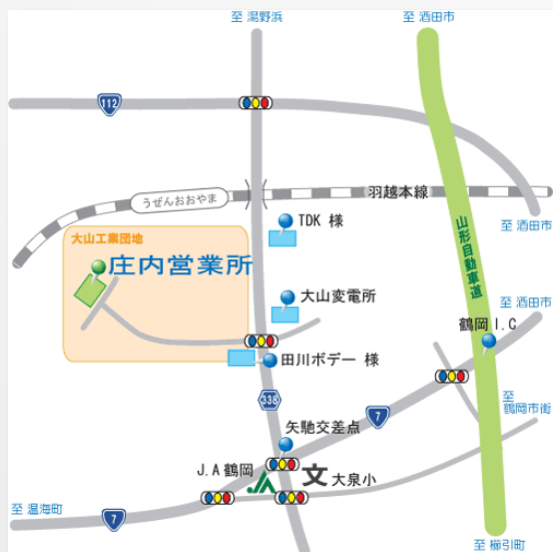 至 湯野浜
至 酒田市
112
羽越本線
うぜんおおやま
至 酒田市
TDK 様
山形自動車道
大山工業団地
庄内営業所
大山変電所
至 酒田市
鶴岡 I.C
田川ボデー 様
338
至
鶴岡市街
7
矢馳交差点
J.A 鶴岡
文 大泉小
至 温海町
7
至 櫛引町